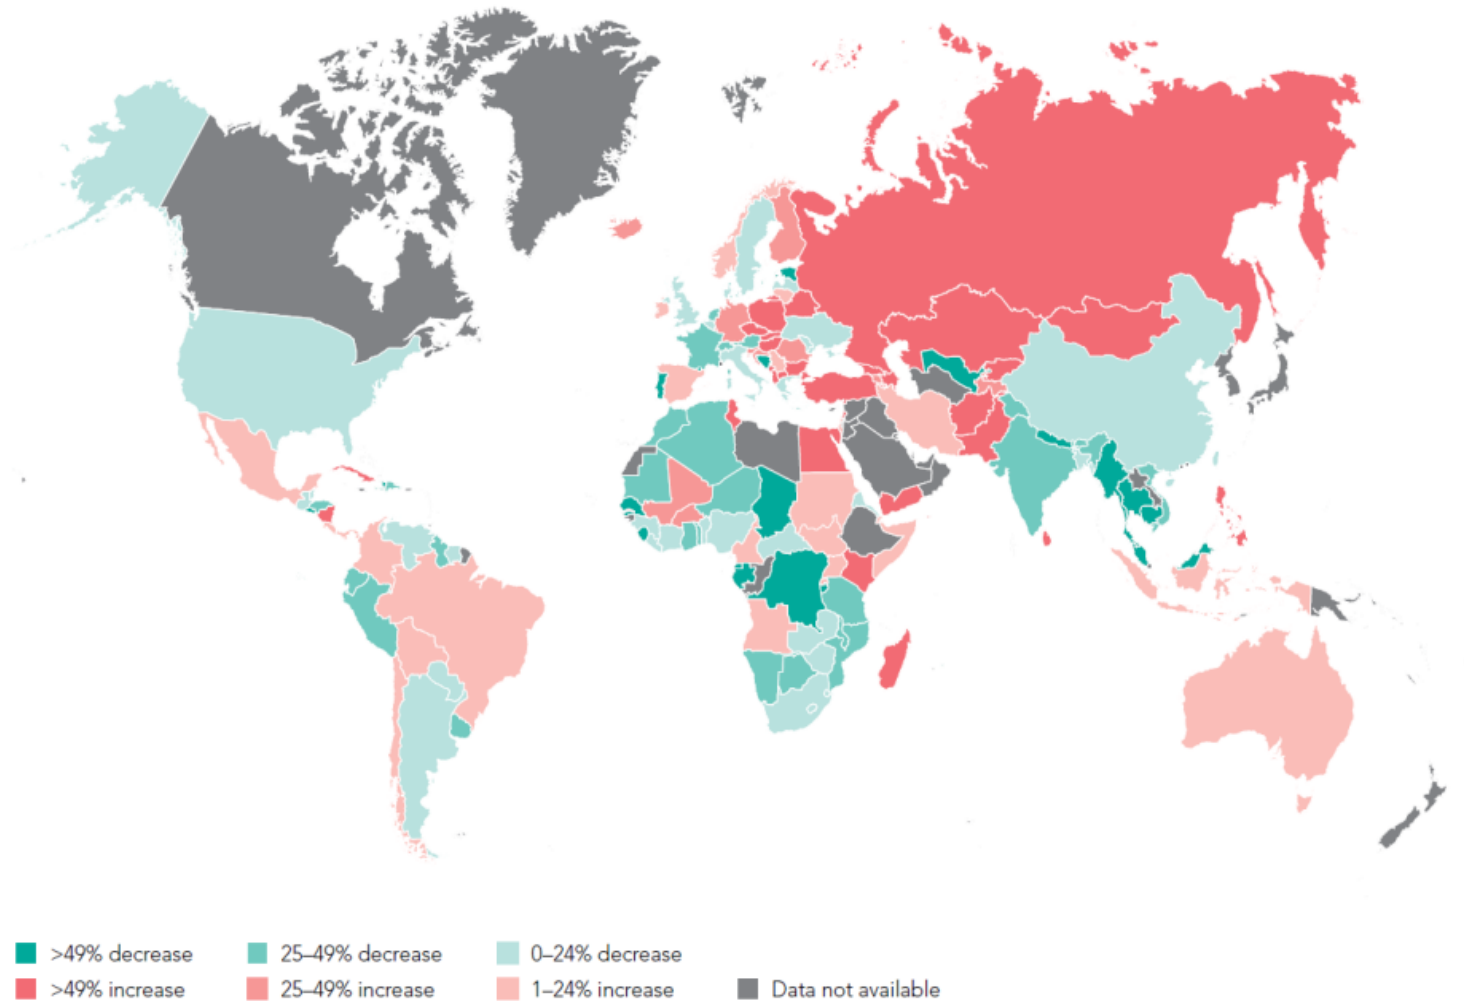 >49% decrease 25–49% decrease 0–24% decrease
>49% increase 25–49% increase 1–24% increase Data not available